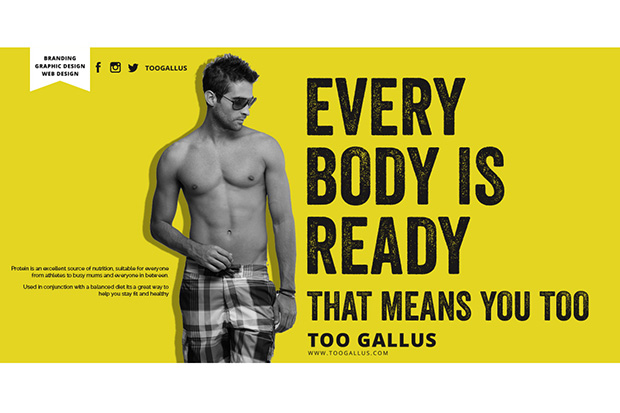 BRANDING
GRAPHIC DESIGN
WEB DESIGN
TOOGALLUS
EVERY
BODY IS
READY
THAT MEANS YOU TOO
TOO GALLUS
WWW.TOOGALLUS.COM
Protein is an excellent source of nutrition, suitable for everyone
from athletes to busy mums and everyone in between.
Used in conjunction with a balanced diet its a great way to
help you stay fit and healthy